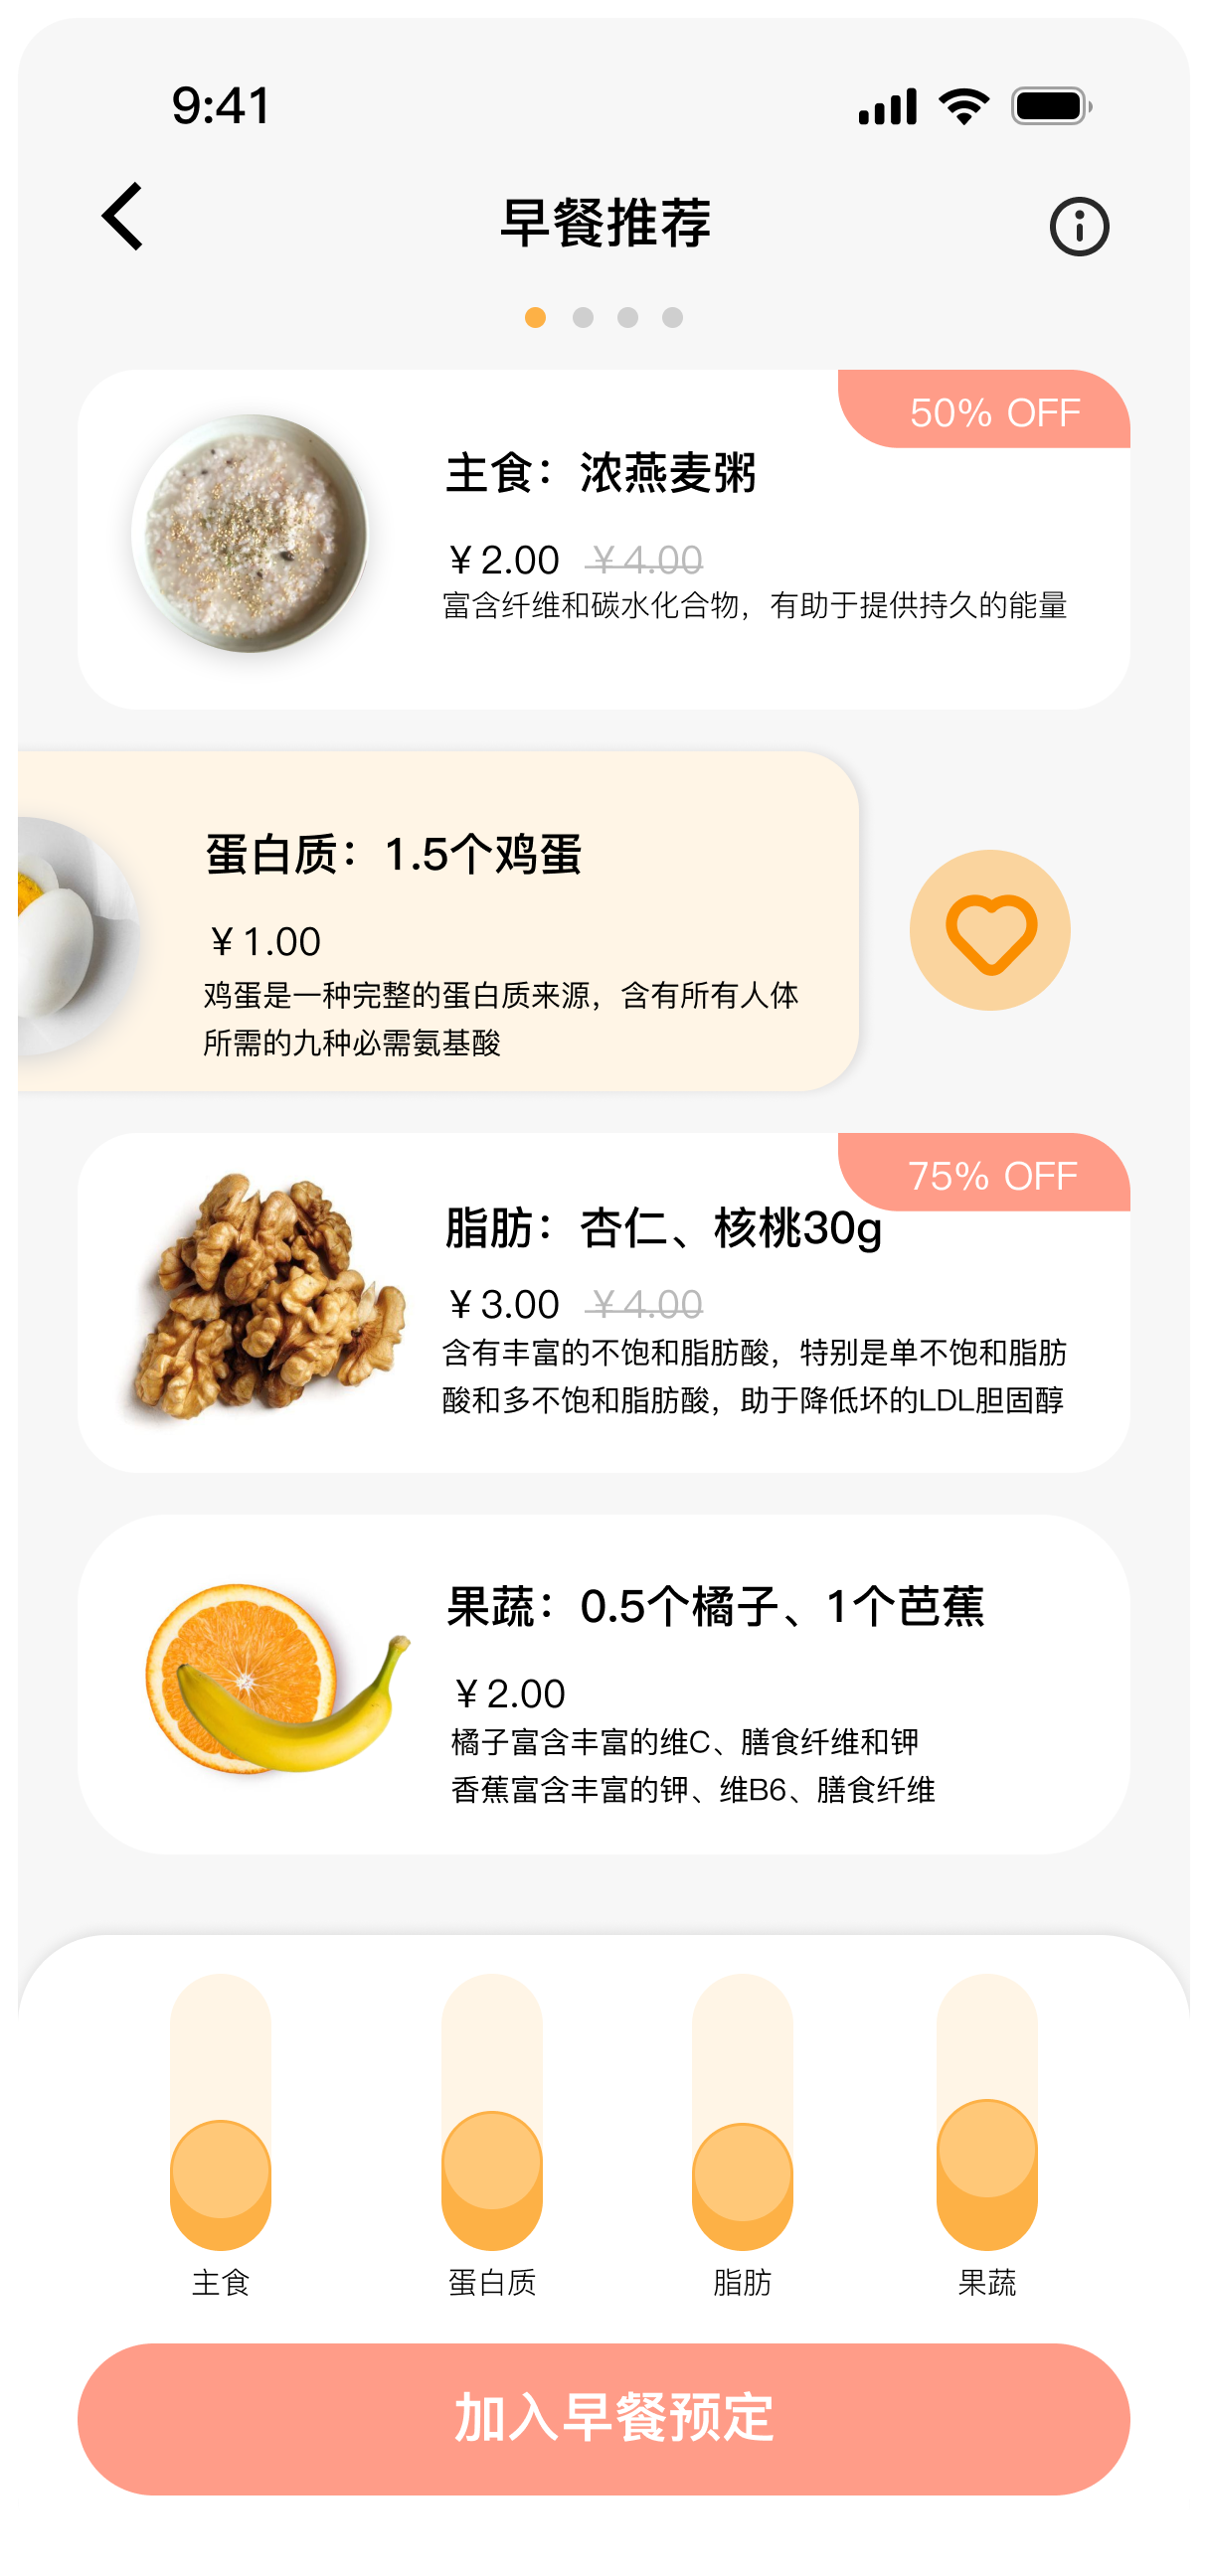 9:41
早餐推荐
50% OFF
主食：浓燕麦粥
¥ 2.00 ¥ 4.00
富含纤维和碳水化合物，有助于提供持久的能量
蛋白质：1.5个鸡蛋
¥ 1.00
鸡蛋是一种完整的蛋白质来源，含有所有人体
所需的九种必需氨基酸
75% OFF
脂肪：杏仁、核桃30g
¥ 3.00 ¥ 4.00
含有丰富的不饱和脂肪酸，特别是单不饱和脂肪
酸和多不饱和脂肪酸，助于降低坏的LDL胆固醇
果蔬：0.5个橘子、1个芭蕉
¥ 2.00
橘子富含丰富的维C、膳食纤维和钾
香蕉富含丰富的钾、维B6、膳食纤维
主食 蛋白质 脂肪 果蔬
加入早餐预定